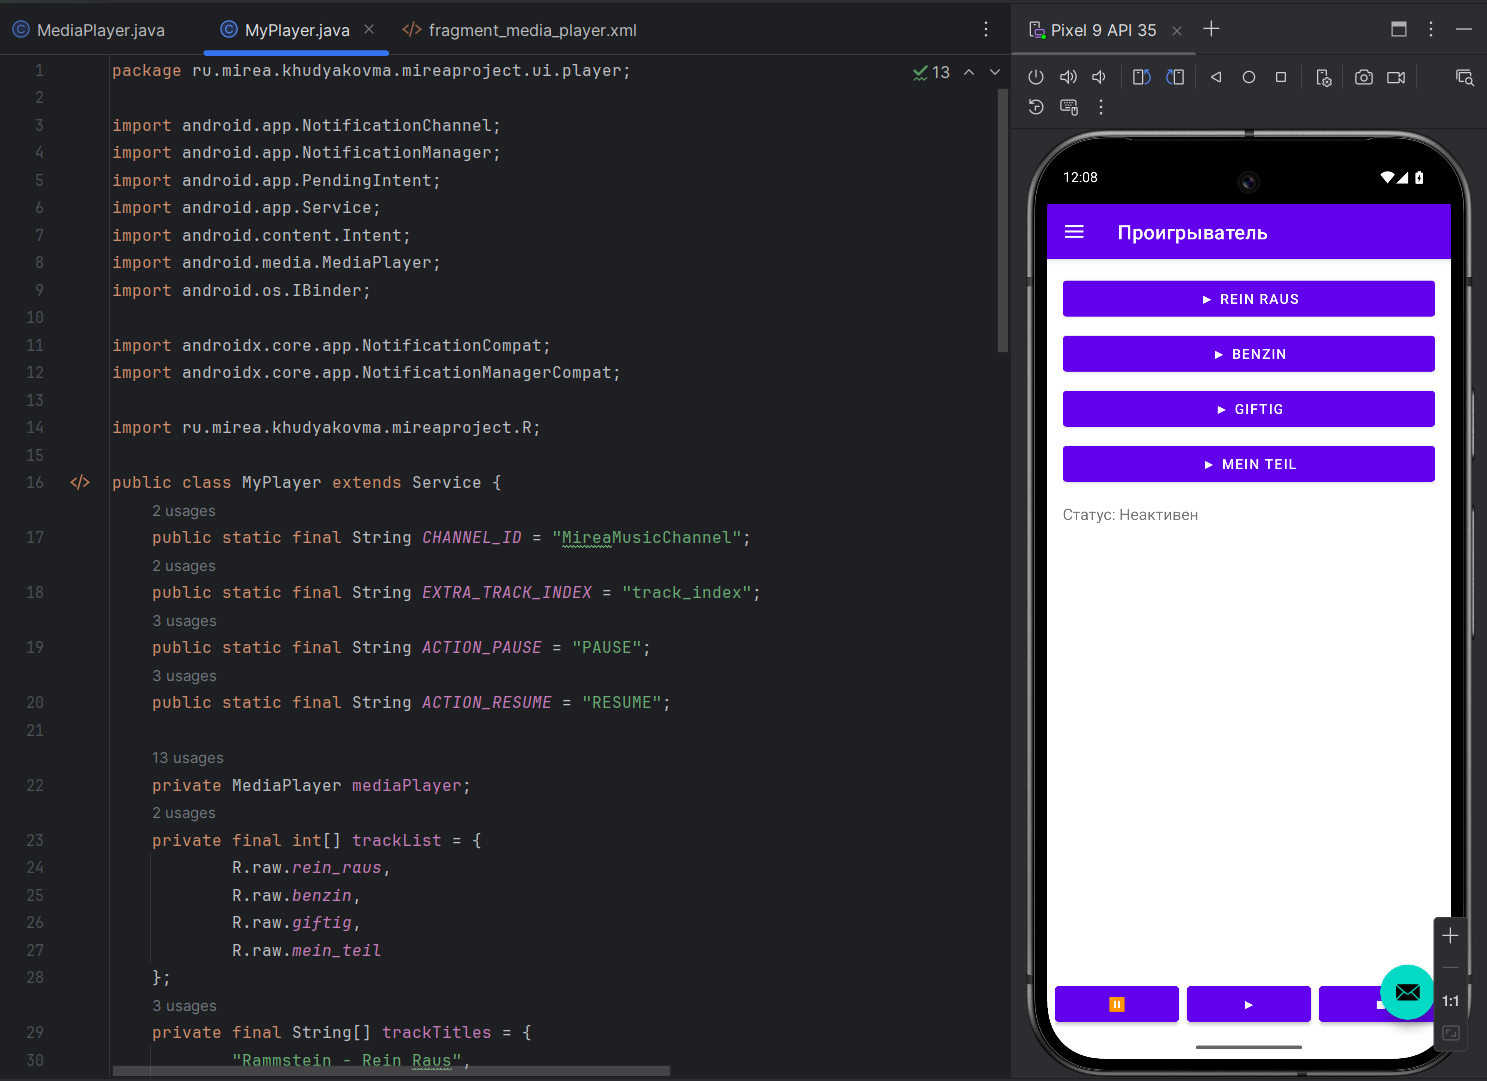 MediaPlayer.java
MyPlayer.java
fragment_media_player.xml
Pixel 9 API 35
13
1 package ru.mirea.khudyakovma.mireaproject.ui.player;
2
3 import android.app.NotificationChannel;
4 import android.app.NotificationManager;
5 import android.app.PendingIntent;
6 import android.app.Service;
7 import android.content.Intent;
8 import android.media.MediaPlayer;
9 import android.os.IBinder;
10
11 import androidx.core.app.NotificationCompat;
12 import androidx.core.app.NotificationManagerCompat;
13
14 import ru.mirea.khudyakovma.mireaproject.R;
15
16 public class MyPlayer extends Service {
2 usages
17 public static final String CHANNEL_ID = "MireaMusicChannel";
2 usages
18 public static final String EXTRA_TRACK_INDEX = "track_index";
3 usages
19 public static final String ACTION_PAUSE = "PAUSE";
3 usages
20 public static final String ACTION_RESUME = "RESUME";
21
13 usages
22 private MediaPlayer mediaPlayer;
2 usages
23 private final int[] trackList = {
24 R.raw.rein_raus,
25 R.raw.benzin,
26 R.raw.giftig,
27 R.raw.mein_teil
28 };
3 usages
29 private final String[] trackTitles = {
30 "Rammstein - Rein Raus",
12:08
Проигрыватель
▶ REIN RAUS
▶ BENZIN
▶ GIFTIG
▶ MEIN TEIL
Статус: Неактивен
1:1